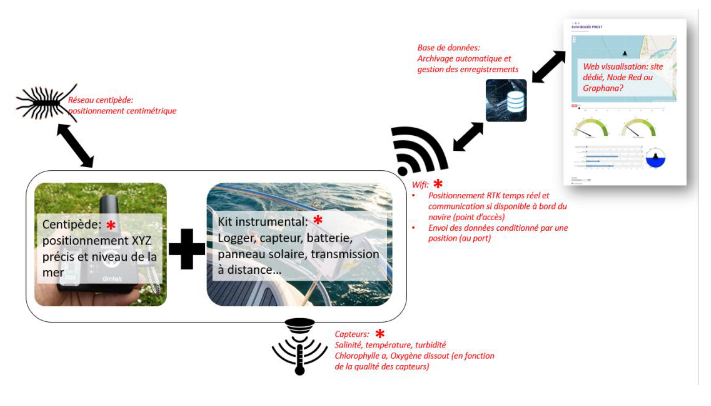 Base de données:
Archivage automatique et
gestion des enregistrements
Web visualisation: site
dédié, Node Red ou
Graphana?
Réseau centipède:
positionnement centimétrique
Wifi: *
• Positionnement RTK temps réel et
communication si disponible à bord du
navire (point d'accès)
• Envoi des données conditionné par une
position (au port)
Centipède: *
positionnement XYZ
précis et niveau de la
mer
Kit instrumental: *
Logger, capteur, batterie,
panneau solaire, transmission
à distance...
Capteurs: *
Salinité, température, turbidité
Chlorophylle a, Oxygène dissout (en fonction
de la qualité des capteurs)